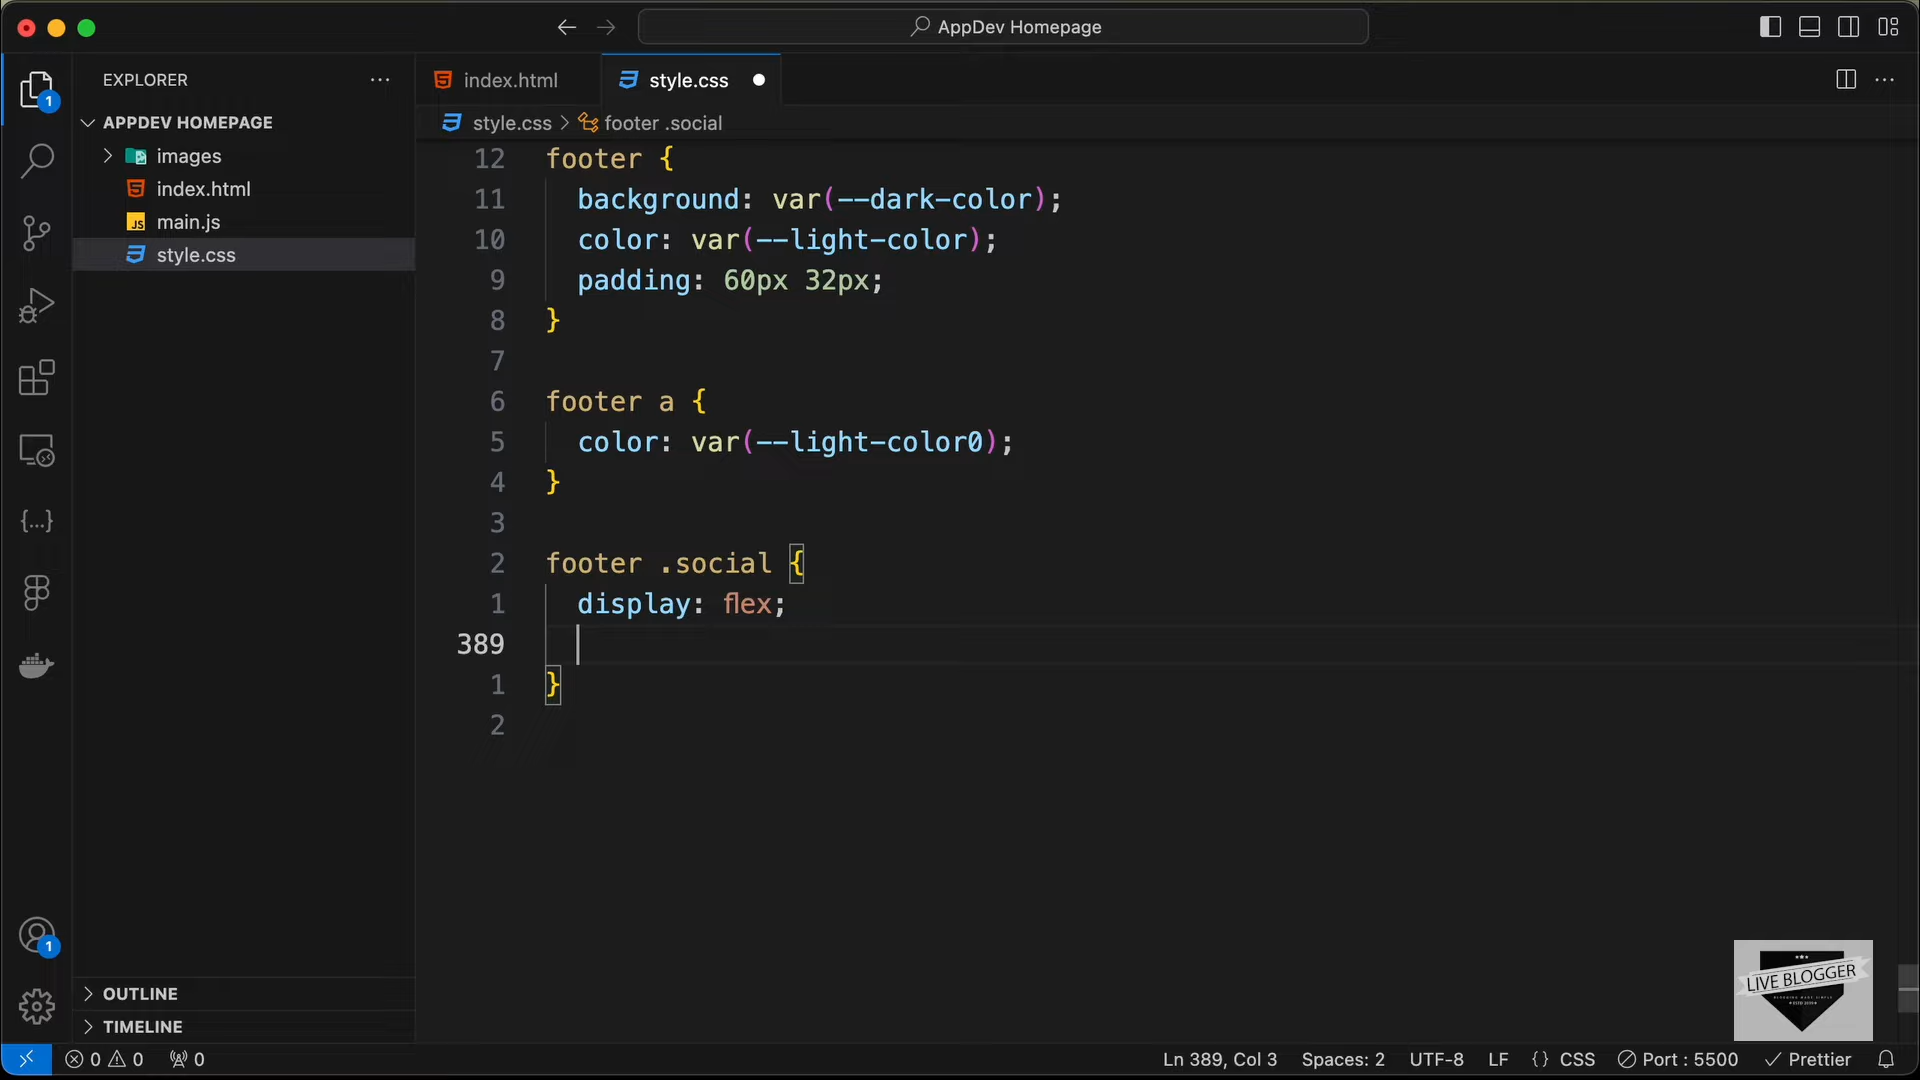 AppDev Homepage
EXPLORER
APPDEV HOMEPAGE
images
index.html
JS main.js
style.css
OUTLINE
TIMELINE
1
1
index.html
style.css
style.css > footer .social
12 footer {
11 background: var(--dark-color);
10 color: var(--light-color);
9 padding: 60px 32px;
8 }
7
6 footer a {
5 color: var(--light-color0);
4 }
3
2 footer .social {
1 display: flex;
389
1 }
2
LIVE BLOGGER
0 0 0
Ln 389, Col 3 Spaces: 2 UTF-8 LF {} CSS Port : 5500 Prettier